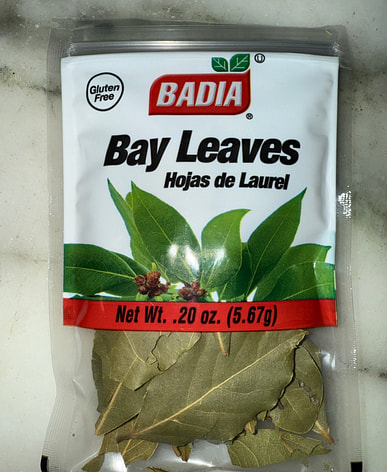 Gluten
Free
BADIA
®
Bay Leaves
Hojas de Laurel
Net Wt. .20 oz. (5.67g)